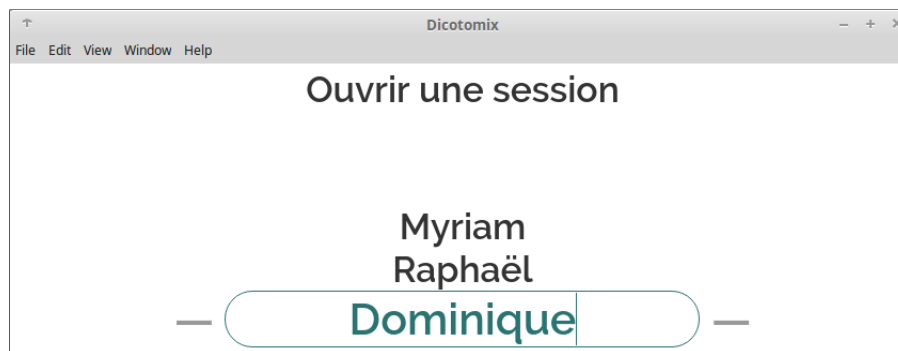 Dicotomix
File Edit View Window Help
Ouvrir une session
Myriam
Raphaël
Dominique